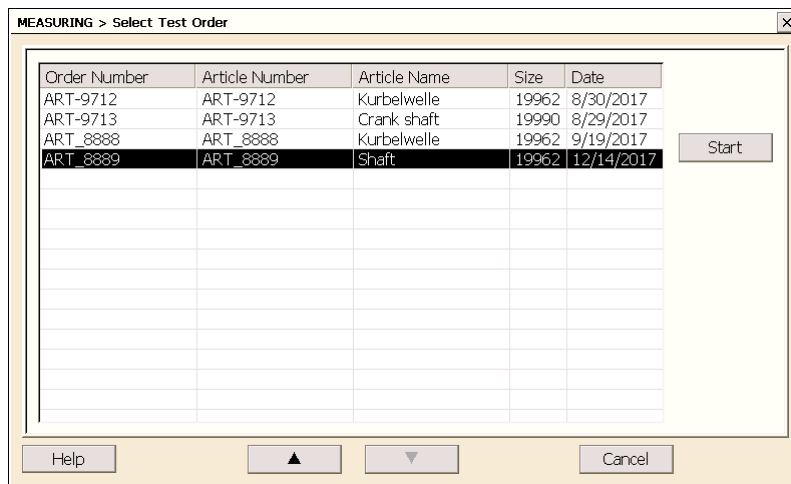 MEASURING > Select Test Order
Order Number Article Number Article Name Size Date
ART-9712 ART-9712 Kurbelwelle 19962 8/30/2017
ART-9713 ART-9713 Crank shaft 19990 8/29/2017
ART_8888 ART_8888 Kurbelwelle 19962 9/19/2017
ART_8889 ART_8889 Shaft 19962 12/14/2017
Start
Help Cancel